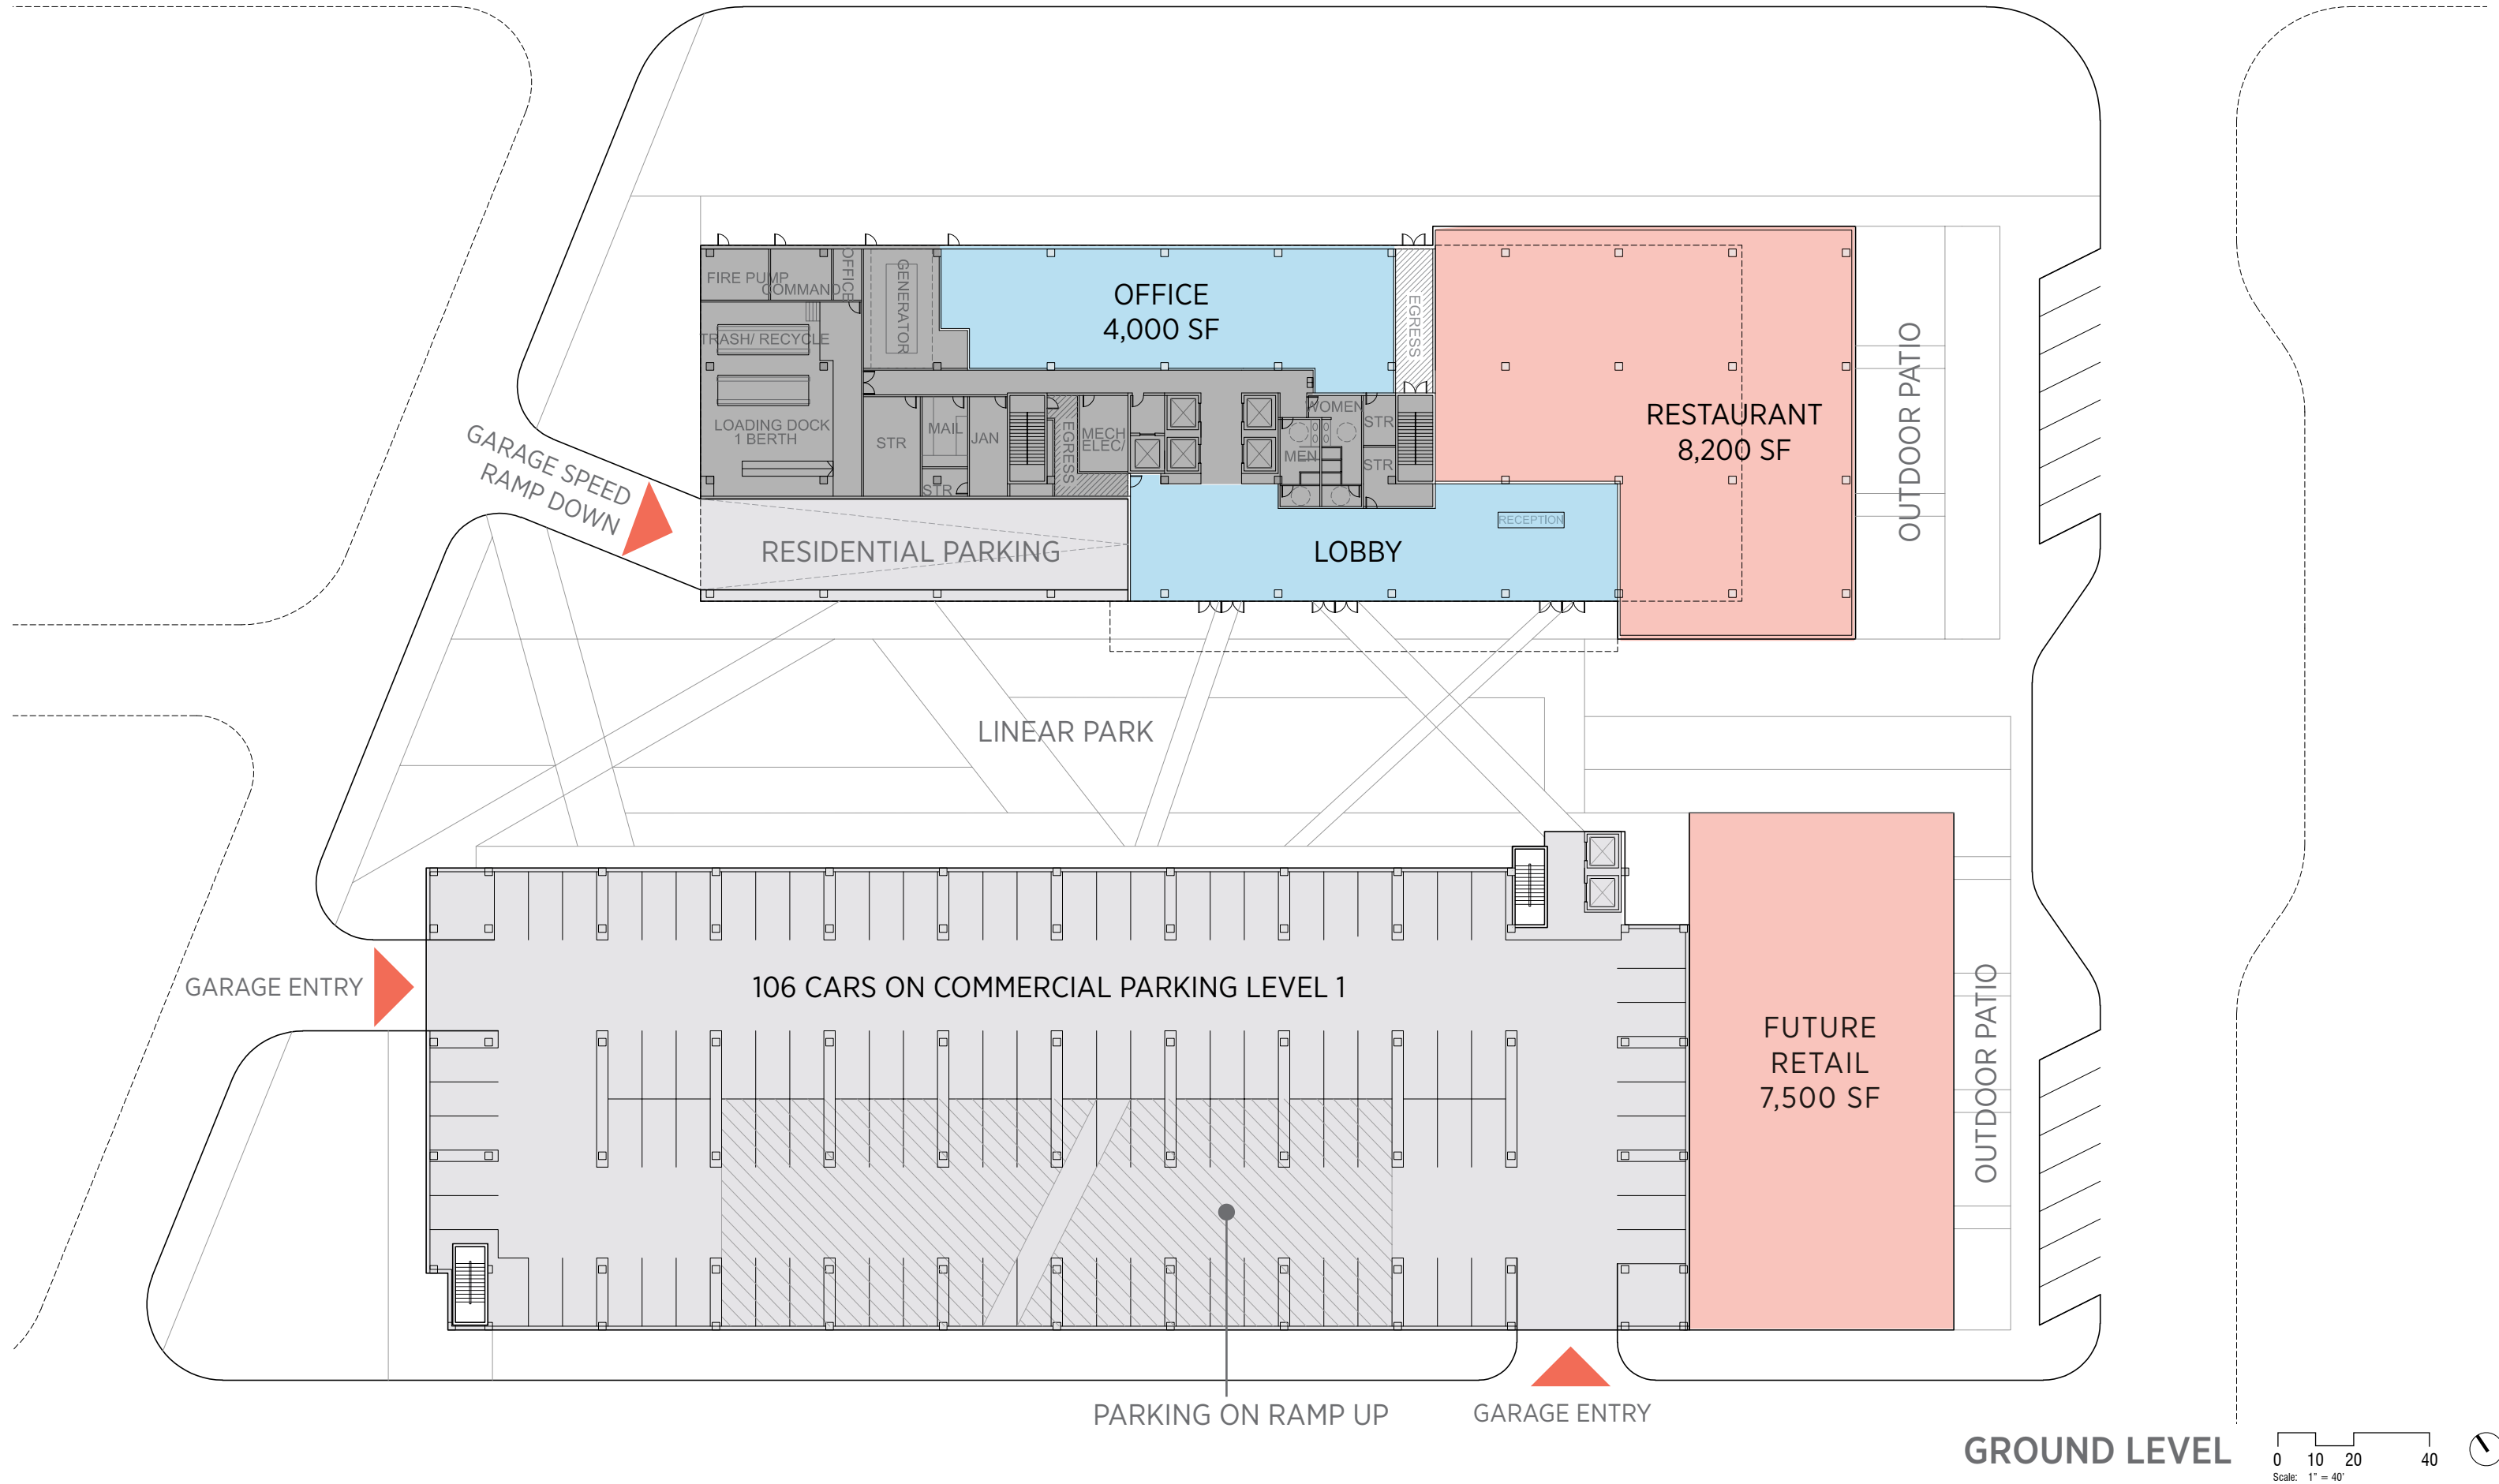 FIRE PUMP
COMMAND
OFFICE
GENERATOR
OFFICE
4,000 SF
EGRESS
TRASH/ RECYCLE
LOADING DOCK
1 BERTH
STR
MAIL
JAN
STR
EGRESS
MECH
ELEC/
WOMEN
MEN
STR
STR
RESTAURANT
8,200 SF
OUTDOOR PATIO
GARAGE SPEED
RAMP DOWN
RESIDENTIAL PARKING
LOBBY
RECEPTION
LINEAR PARK
GARAGE ENTRY
106 CARS ON COMMERCIAL PARKING LEVEL 1
FUTURE
RETAIL
7,500 SF
OUTDOOR PATIO
PARKING ON RAMP UP
GARAGE ENTRY
GROUND LEVEL
0 10 20 40
Scale: 1" = 40'